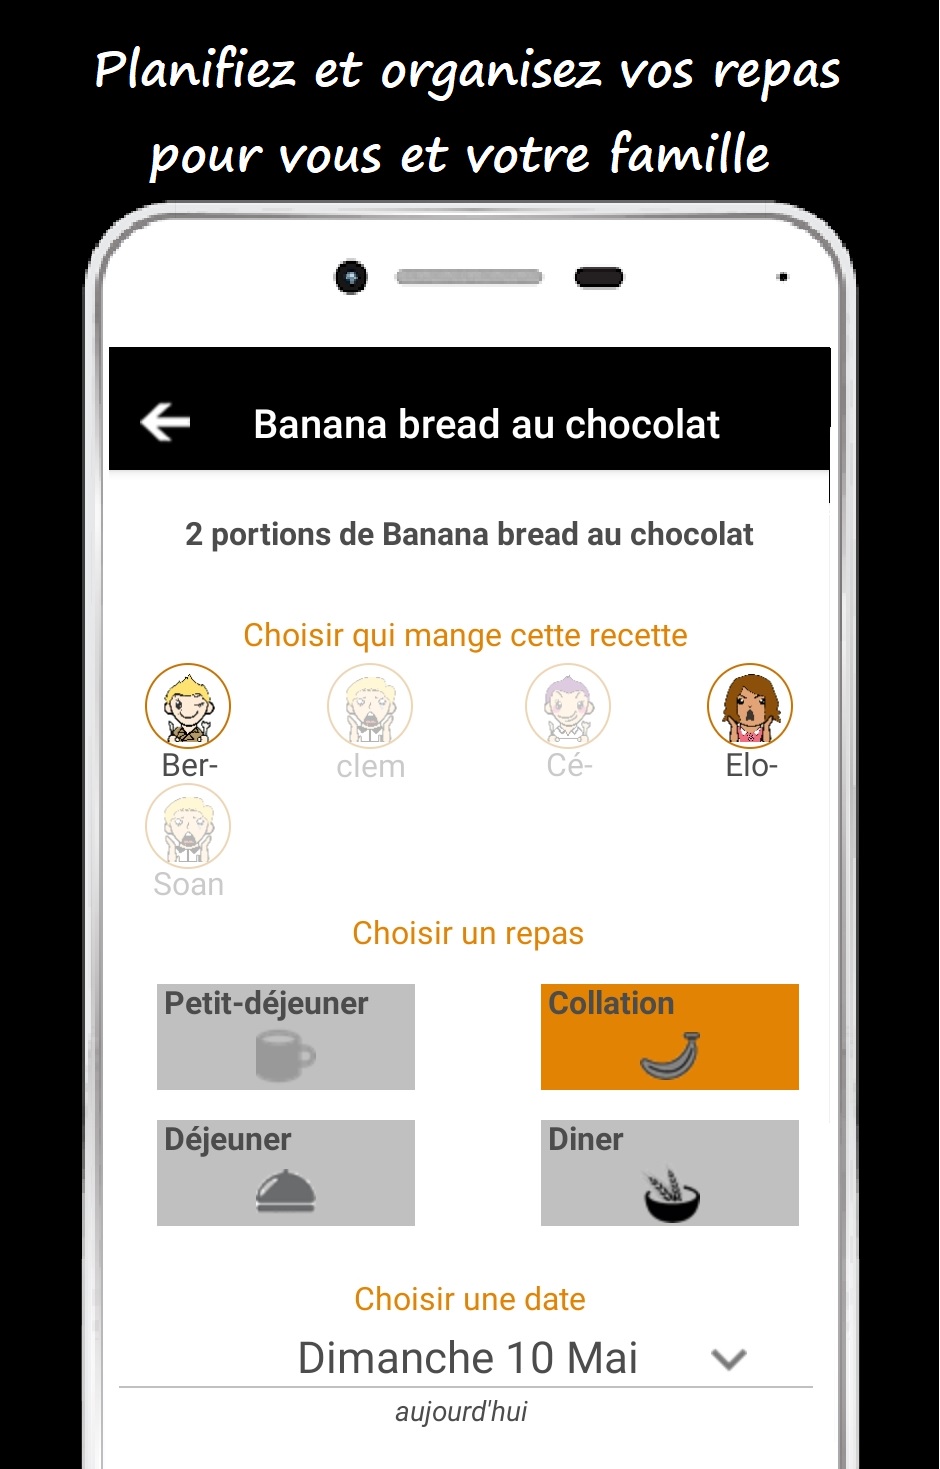 Planifiez et organisez vos repas
pour vous et votre famille
Banana bread au chocolat
2 portions de Banana bread au chocolat
Choisir qui mange cette recette
Ber- clem Cé- Elo-
Soan
Choisir un repas
Petit-déjeuner Collation
Déjeuner Diner
Choisir une date
Dimanche 10 Mai
aujourd'hui